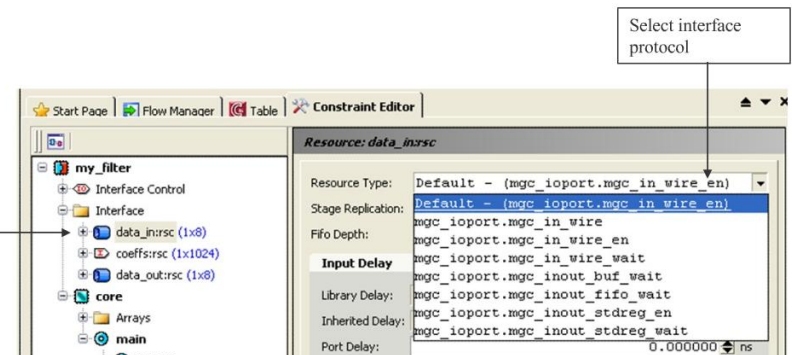 Select interface
protocol
Start Page
Flow Manager
Table
Constraint Editor
Resource: data_in:rsc
my_filter
Interface Control
Interface
data_in:rsc (1x8)
coeffs:rsc (1x1024)
data_out:rsc (1x8)
core
Arrays
main
Resource Type:
Default - (mgc_ioport.mgc_in_wire_en)
Stage Replication:
Fifo Depth:
Default - (mgc_ioport.mgc_in_wire_en)
mgc_ioport.mgc_in_wire
mgc_ioport.mgc_in_wire_en
mgc_ioport.mgc_in_wire_wait
mgc_ioport.mgc_inout_buf_wait
mgc_ioport.mgc_inout_fifo_wait
mgc_ioport.mgc_inout_stdreg_en
mgc_ioport.mgc_inout_stdreg_wait
Input Delay
Library Delay:
Inherited Delay:
Port Delay:
0.000000 ns